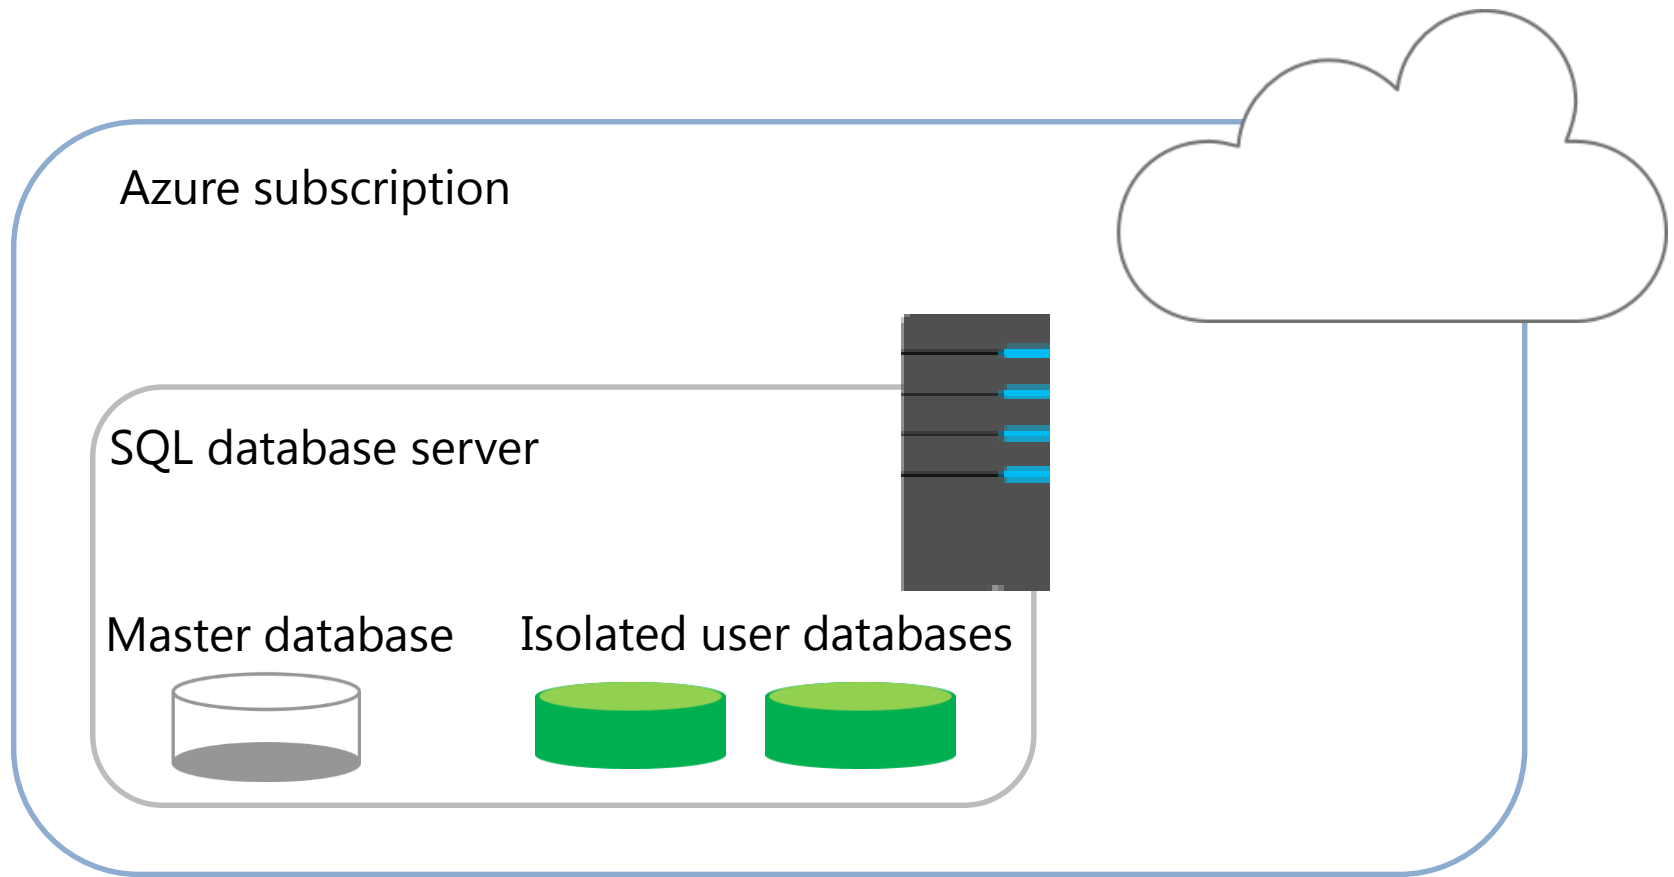 Azure subscription
SQL database server
Master database
Isolated user databases